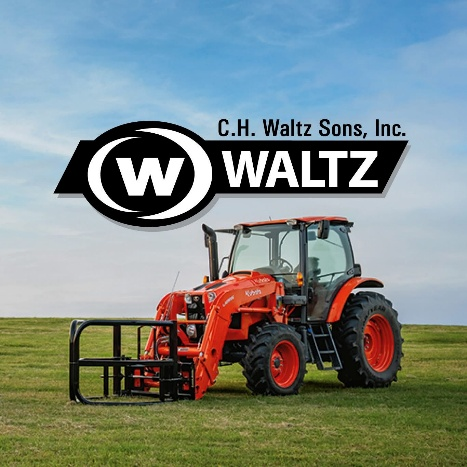 C.H. Waltz Sons, Inc.
W WALTZ
Kubota